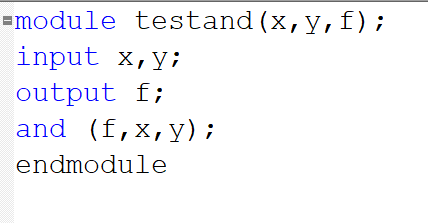 module testand(x,y,f);
input x,y;
output f;
and (f,x,y);
endmodule